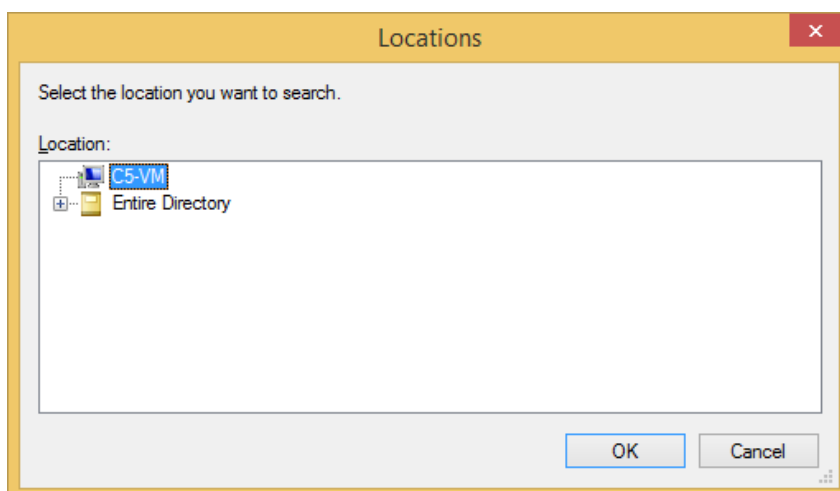 Locations
Select the location you want to search.
Location:
C5-VM
Entire Directory
OK Cancel